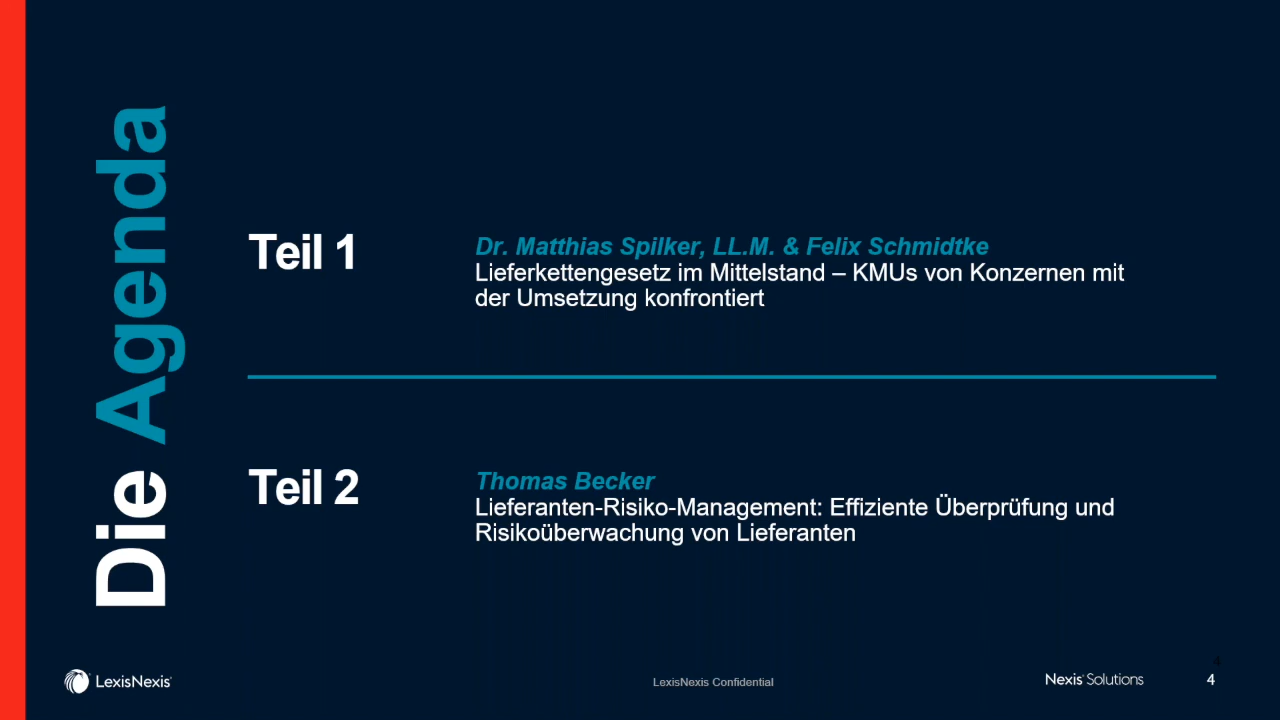 Die Agenda
Teil 1
Dr. Matthias Spilker, LL.M. & Felix Schmidtke
Lieferkettengesetz im Mittelstand – KMUs von Konzernen mit
der Umsetzung konfrontiert
Teil 2
Thomas Becker
Lieferanten-Risiko-Management: Effiziente Überprüfung und
Risikoüberwachung von Lieferanten
LexisNexis®
LexisNexis Confidential
Nexis® Solutions
4
4